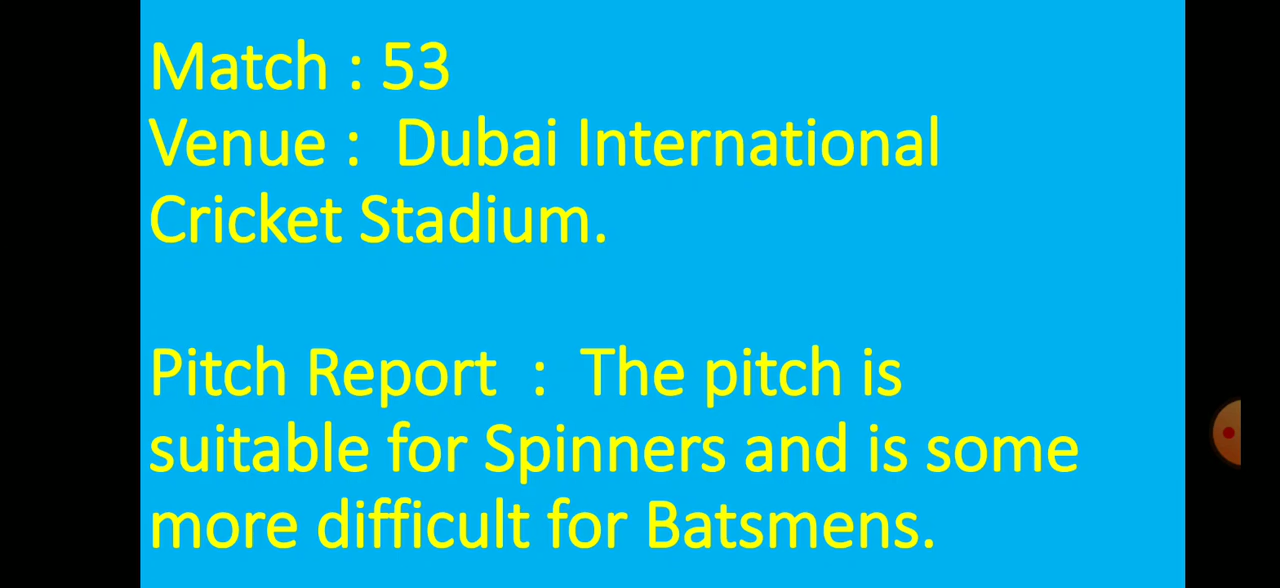 Match : 53
Venue :  Dubai International
Cricket Stadium.
Pitch Report  :  The pitch is
suitable for Spinners and is some
more difficult for Batsmens.